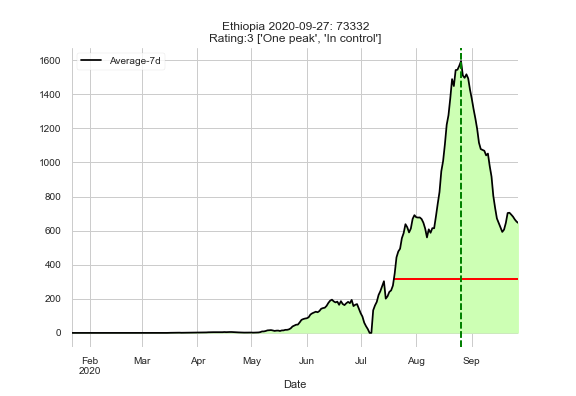 Ethiopia 2020-09-27: 73332
Rating:3 ['One peak', 'In control']
Average-7d
1600
1400
1200
1000
800
600
400
200
0
Feb Mar Apr May Jun Jul Aug Sep
2020
Date